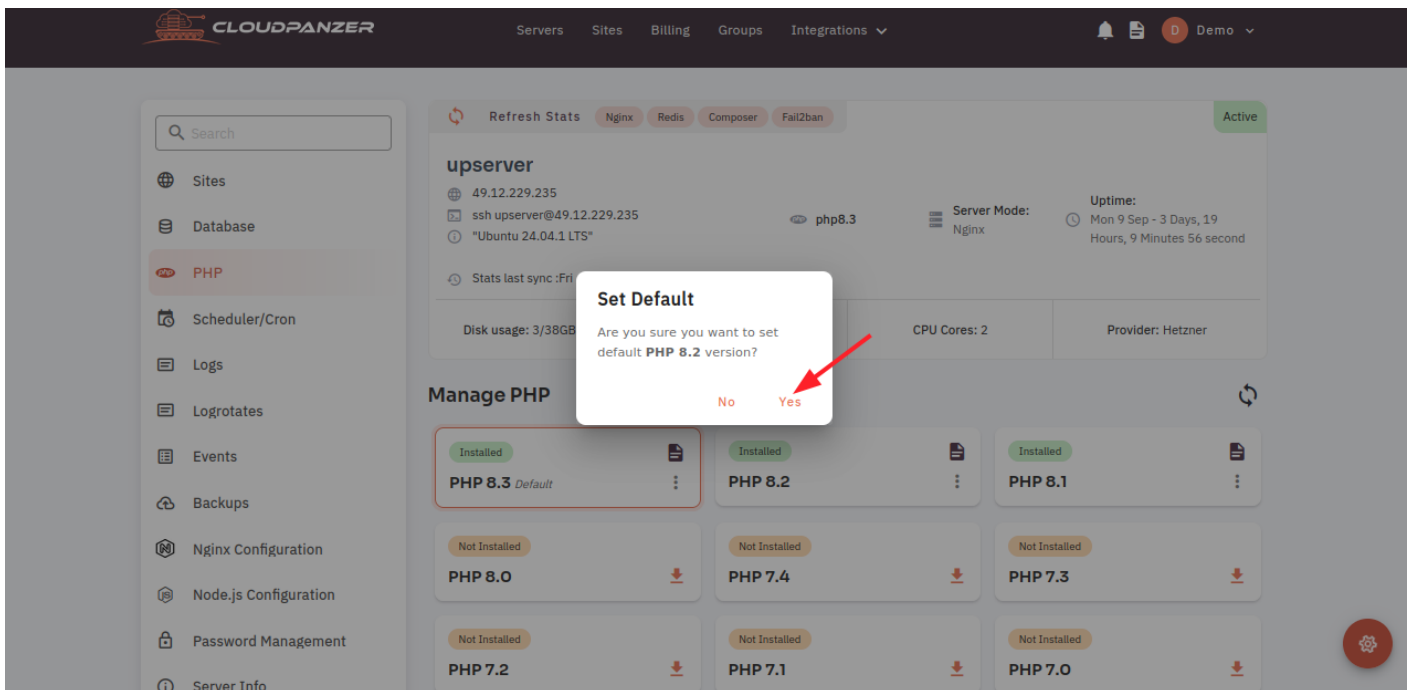 CLOUDPANZER
Servers Sites Billing Groups Integrations
D Demo
Search
Sites
Database
PHP
Scheduler/Cron
Logs
Logrotates
Events
Backups
Nginx Configuration
Node.js Configuration
Password Management
Server Info
Refresh Stats Nginx Redis Composer Fail2ban
Active
upserver
49.12.229.235
ssh upserver@49.12.229.235
"Ubuntu 24.04.1 LTS"
php8.3
Server Mode:
Nginx
Uptime:
Mon 9 Sep - 3 Days, 19
Hours, 9 Minutes 56 second
Stats last sync :Fri
Disk usage: 3/38GB
CPU Cores: 2
Provider: Hetzner
Set Default
Are you sure you want to set
default PHP 8.2 version?
No Yes
Manage PHP
Installed
PHP 8.3 Default
Installed
PHP 8.2
Installed
PHP 8.1
Not Installed
PHP 8.0
Not Installed
PHP 7.4
Not Installed
PHP 7.3
Not Installed
PHP 7.2
Not Installed
PHP 7.1
Not Installed
PHP 7.0